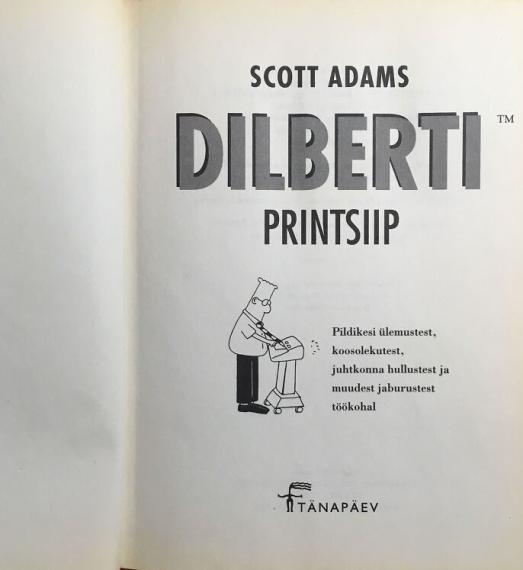 SCOTT ADAMS
DILBERTI ™
PRINTSIIP
Pildikesi ülemustest,
koosolekutest,
juhtkonna hullustest ja
muudest jaburustest
töökohal
TÄNAPÄEV